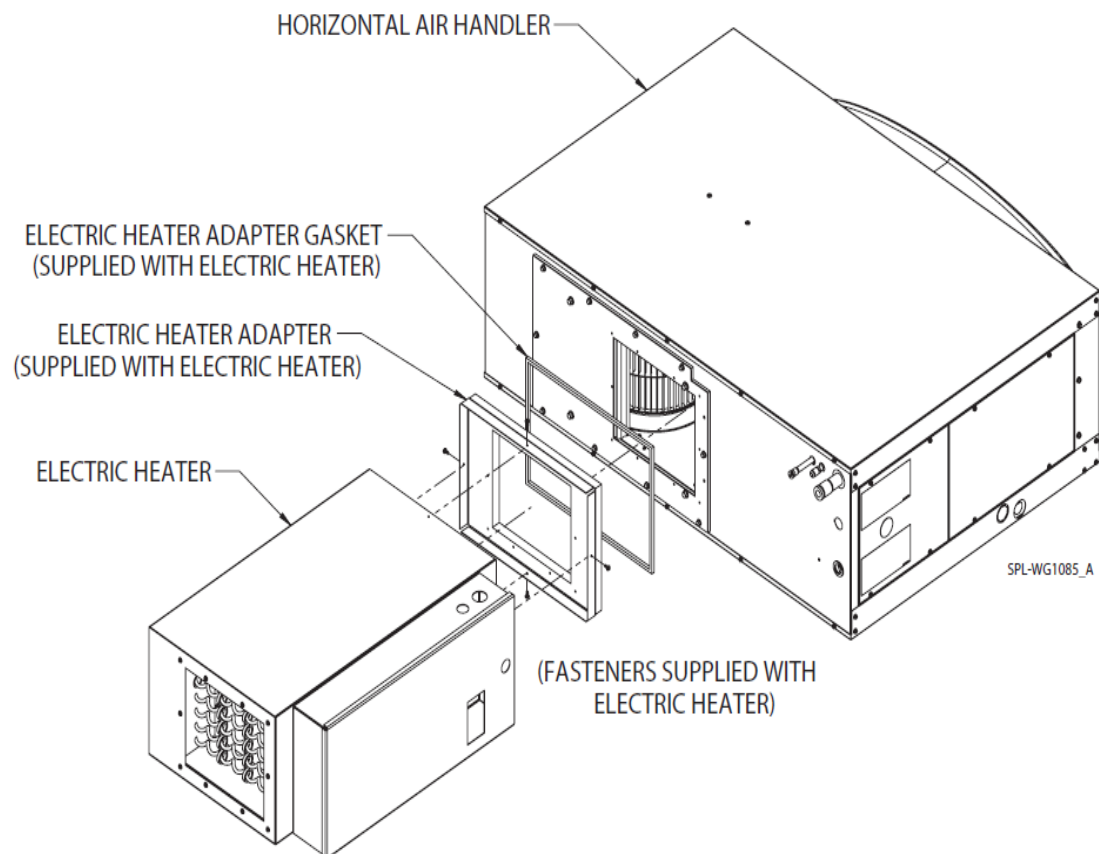 HORIZONTAL AIR HANDLER
ELECTRIC HEATER ADAPTER GASKET
(SUPPLIED WITH ELECTRIC HEATER)
ELECTRIC HEATER ADAPTER
(SUPPLIED WITH ELECTRIC HEATER)
ELECTRIC HEATER
SPL-WG1085_A
(FASTENERS SUPPLIED WITH
ELECTRIC HEATER)